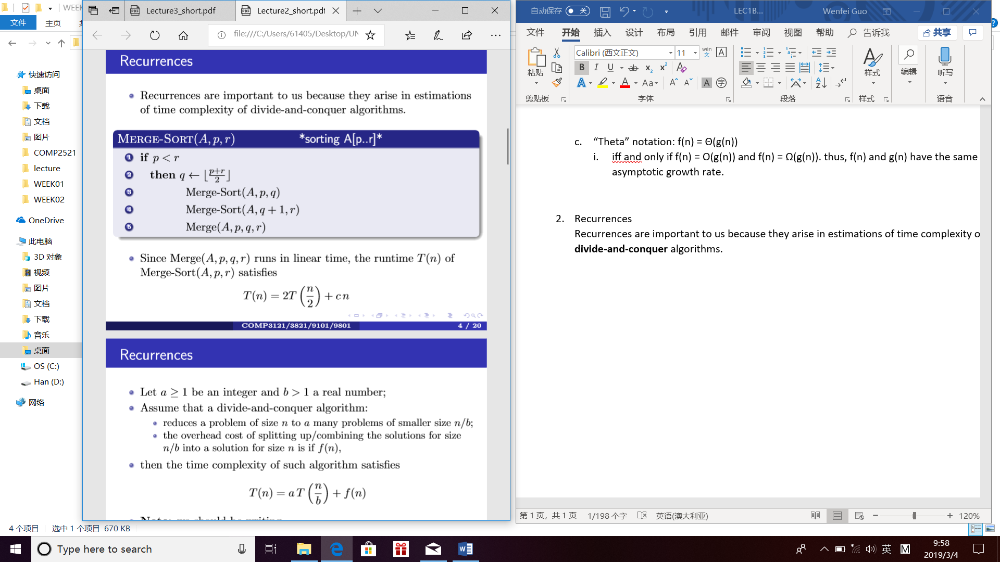 WEEK
文件
主页
快速访问
桌面
下载
文档
图片
COMP2521
lecture
WEEK01
WEEK02
OneDrive
此电脑
3D 对象
视频
图片
文档
下载
音乐
桌面
OS (C:)
Han (D:)
网络
4 个项目 选中 1 个项目 670 KB
Lecture3_short.pdf
Lecture2_short.pdf
file:///C:/Users/61405/Desktop/UN
Recurrences
Recurrences are important to us because they arise in estimations
of time complexity of divide-and-conquer algorithms.
MERGE-SORT(A, p, r) *sorting A[p..r]*
1 if p < r
2 then q ← ⌊(p+r)/2⌋
3 Merge-Sort(A, p, q)
4 Merge-Sort(A, q + 1, r)
5 Merge(A, p, q, r)
Since Merge(A, p, q, r) runs in linear time, the runtime T(n) of
Merge-Sort(A, p, r) satisfies
T(n) = 2T (n/2) + c n
COMP3121/3821/9101/9801 4 / 20
Recurrences
Let a ≥ 1 be an integer and b > 1 a real number;
Assume that a divide-and-conquer algorithm:
reduces a problem of size n to a many problems of smaller size n/b;
the overhead cost of splitting up/combining the solutions for size
n/b into a solution for size n is if f(n),
then the time complexity of such algorithm satisfies
T(n) = a T (n/b) + f(n)
自动保存 关 LEC1B... Wenfei Guo
文件 开始 插入 设计 布局 引用 邮件 审阅 视图 帮助 告诉我 共享
Calibri (西文正文) 11 wén 文 A
粘贴 B I U ab x₂ x² 样式 编辑 听写
A A Aa A A A 字
剪贴板 字体 段落 样式 语音
c. “Theta” notation: f(n) = Θ(g(n))
i. iff and only if f(n) = O(g(n)) and f(n) = Ω(g(n)). thus, f(n) and g(n) have the same
asymptotic growth rate.
2. Recurrences
Recurrences are important to us because they arise in estimations of time complexity o
divide-and-conquer algorithms.
第 1 页，共 1 页 1/198 个字 英语(澳大利亚) 120%
Type here to search
英 M
9:58
2019/3/4